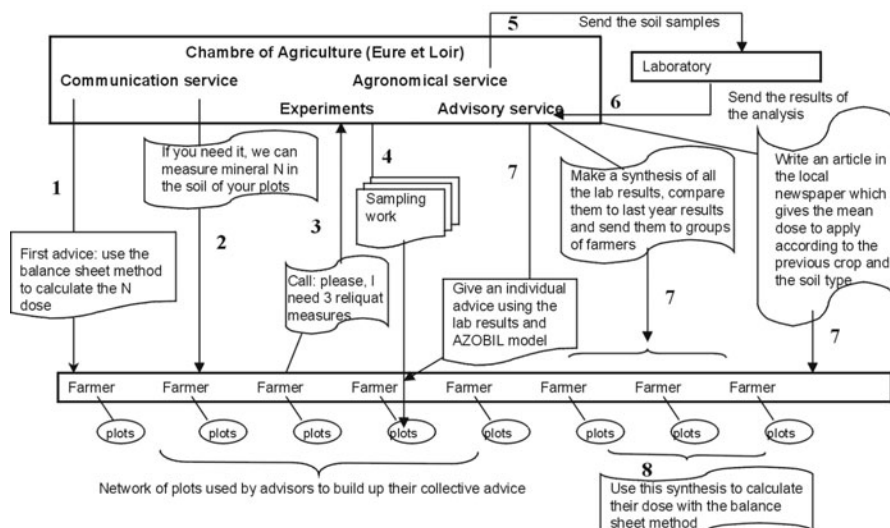 5
Send the soil samples
Chambre of Agriculture (Eure et Loir)
Communication service
Agronomical service
Laboratory
Experiments
Advisory service
6
Send the results of
the analysis
1
If you need it, we can
measure mineral N in
the soil of your plots
4
7
Make a synthesis of all
the lab results, compare
them to last year results
and send them to groups
of farmers
Write an article in
the local
newspaper which
gives the mean
dose to apply
according to the
previous crop and
the soil type
Sampling
work
3
2
First advice: use the
balance sheet method
to calculate the N
dose
Call: please, I
need 3 reliquat
measures
Give an individual
advice using the
lab results and
AZOBIL model
7
7
Farmer
Farmer
Farmer
Farmer
Farmer
Farmer
Farmer
Farmer
plots
plots
plots
plots
plots
plots
plots
plots
Network of plots used by advisors to build up their collective advice
8
Use this synthesis to calculate
their dose with the balance
sheet method